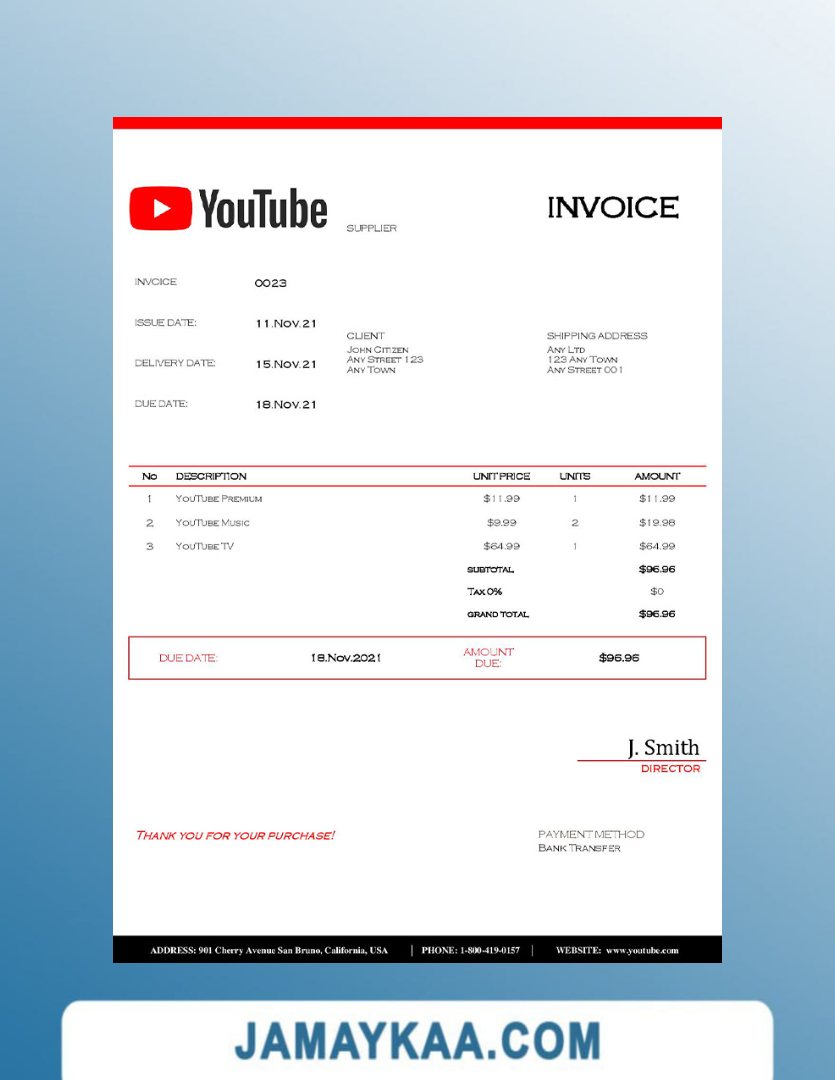 YouTube
SUPPLIER
INVOICE
INVOICE 0023
ISSUE DATE: 11.Nov.21
DELIVERY DATE: 15.Nov.21
DUE DATE: 18.Nov.21
CLIENT
John Citizen
Any Street 123
Any Town
SHIPPING ADDRESS
Any Ltd
123 Any Town
Any Street 001
No DESCRIPTION UNIT PRICE UNITS AMOUNT
1 YouTube Premium $11.99 1 $11.99
2 YouTube Music $9.99 2 $19.98
3 YouTube TV $64.99 1 $64.99
SUBTOTAL $96.96
Tax 0% $0
GRAND TOTAL $96.96
DUE DATE: 18.Nov.2021 AMOUNT
DUE: $96.96
J. Smith
DIRECTOR
Thank you for your purchase!
PAYMENT METHOD
Bank Transfer
ADDRESS: 901 Cherry Avenue San Bruno, California, USA | PHONE: 1-800-419-0157 | WEBSITE: www.youtube.com
JAMAYKAA.COM